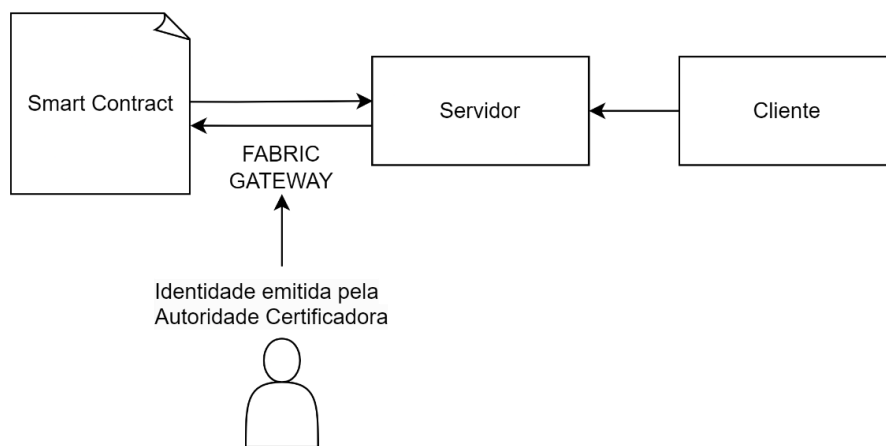 Smart Contract
Servidor
Cliente
FABRIC
GATEWAY
Identidade emitida pela
Autoridade Certificadora